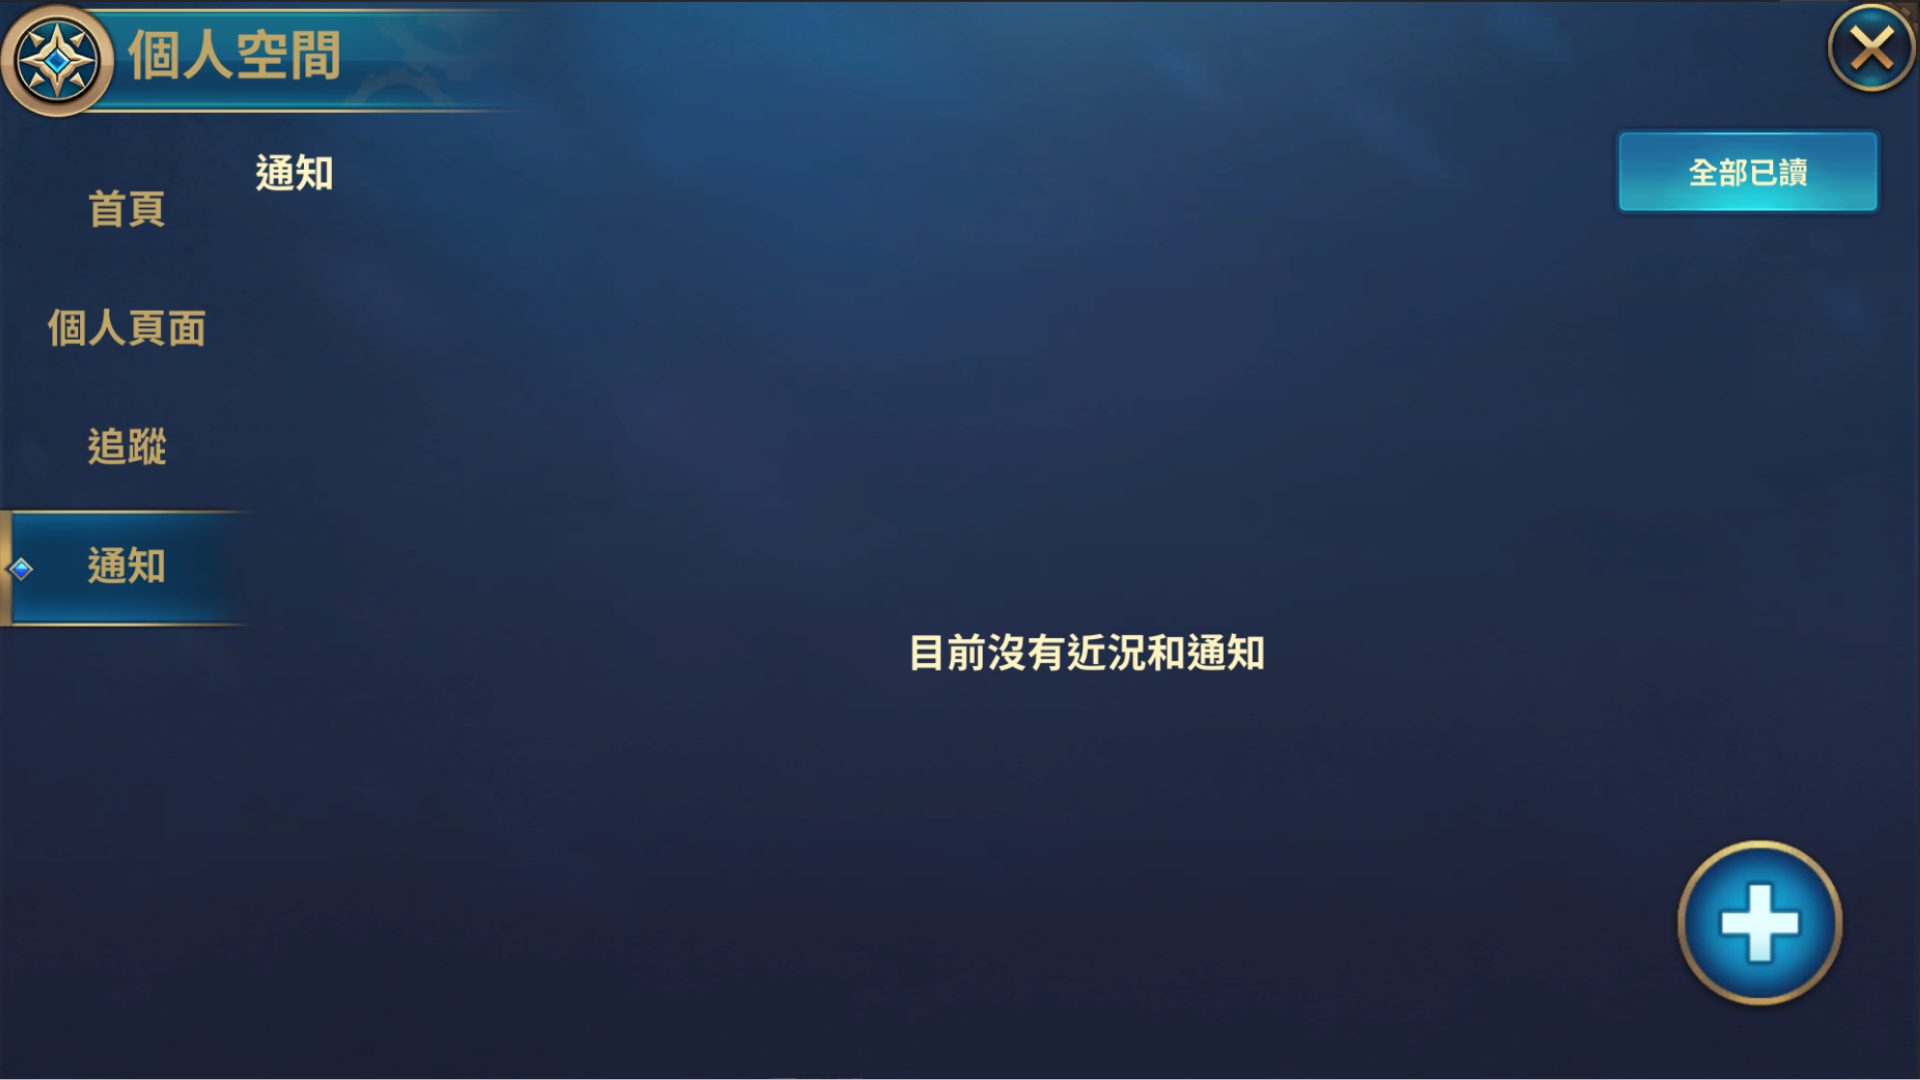 個人空間
通知
全部已讀
首頁
個人頁面
追蹤
通知
目前沒有近況和通知